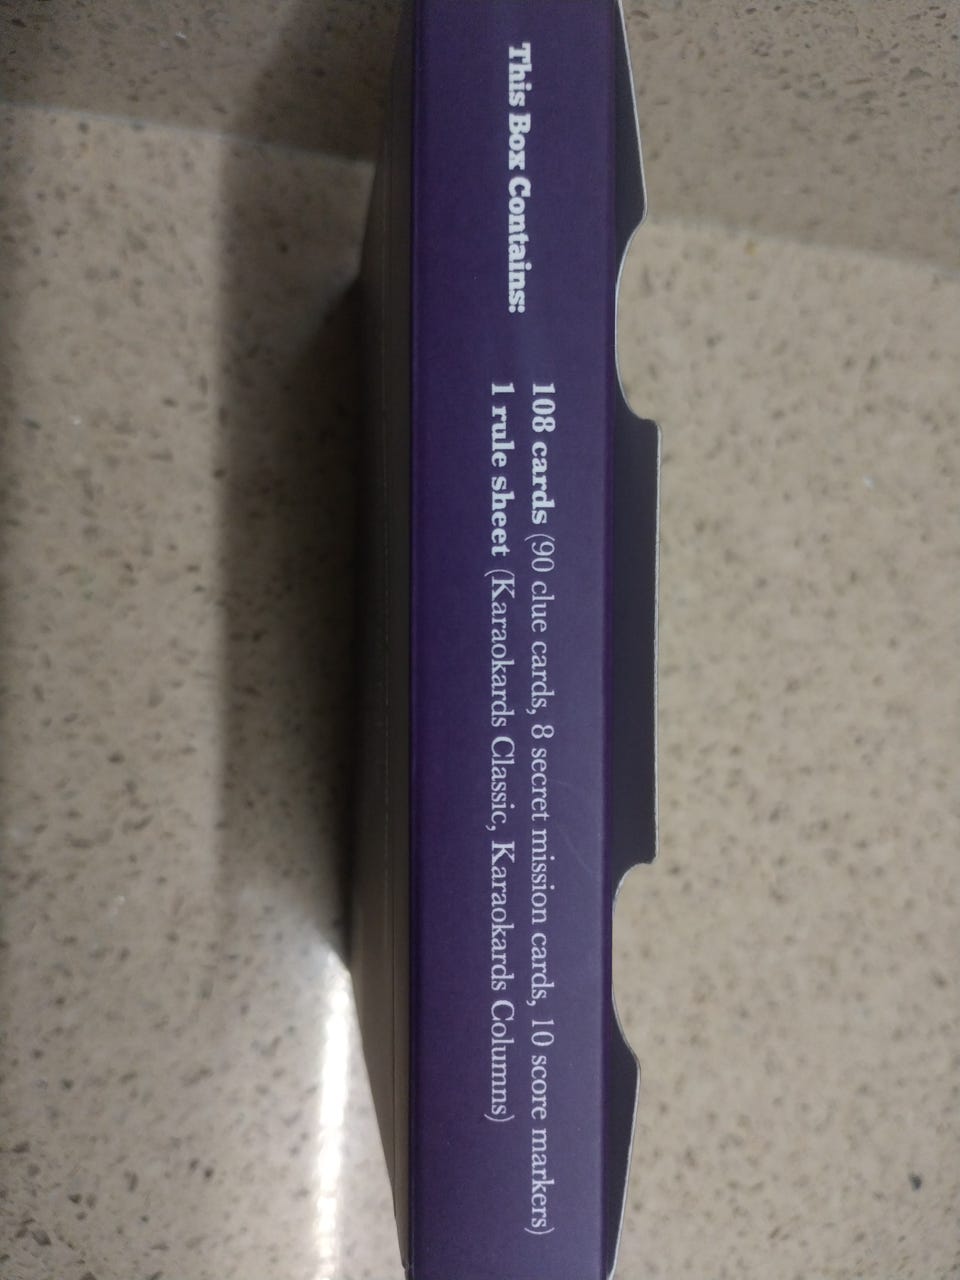 This Box Contains:
108 cards (90 clue cards, 8 secret mission cards, 10 score markers)
1 rule sheet (Karaokards Classic, Karaokards Columns)